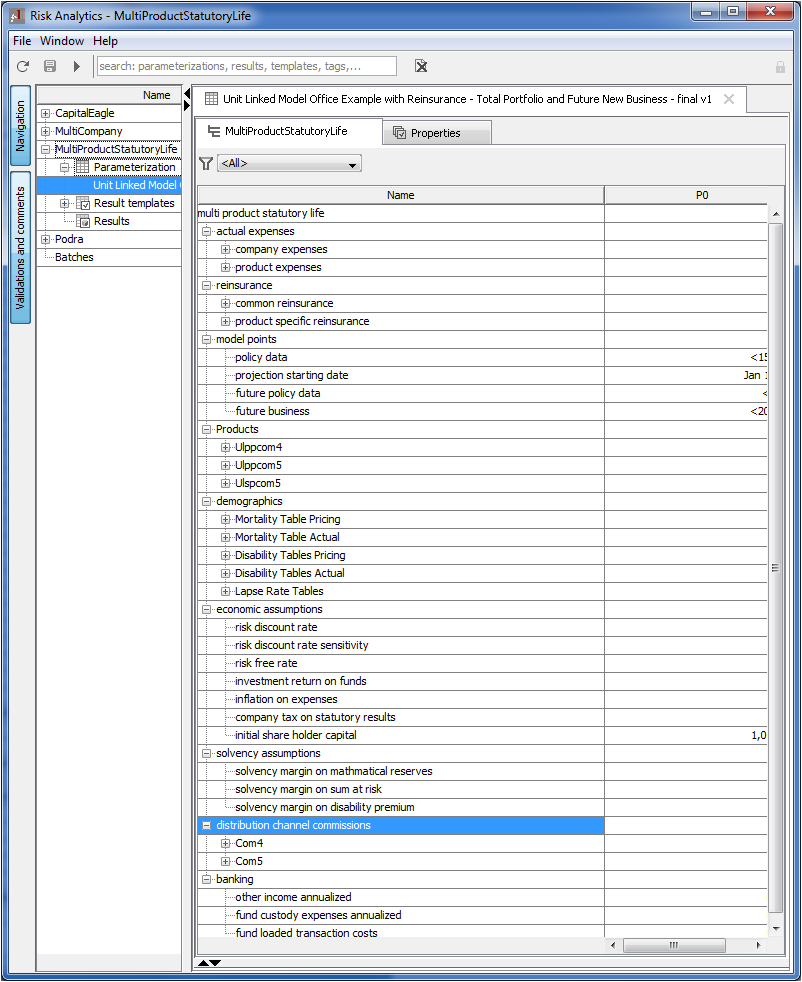 Risk Analytics - MultiProductStatutoryLife
File Window Help
search: parameterizations, results, templates, tags,...
Navigation
Validations and comments
Name
CapitalEagle
MultiCompany
MultiProductStatutoryLife
Parameterization
Unit Linked Model
Result templates
Results
Podra
Batches
Unit Linked Model Office Example with Reinsurance - Total Portfolio and Future New Business - final v1
MultiProductStatutoryLife
Properties
<All>
Name P0
multi product statutory life
actual expenses
company expenses
product expenses
reinsurance
common reinsurance
product specific reinsurance
model points
policy data <15
projection starting date Jan 1
future policy data <
future business <20
Products
Ulppcom4
Ulppcom5
Ulspcom5
demographics
Mortality Table Pricing
Mortality Table Actual
Disability Tables Pricing
Disability Tables Actual
Lapse Rate Tables
economic assumptions
risk discount rate
risk discount rate sensitivity
risk free rate
investment return on funds
inflation on expenses
company tax on statutory results
initial share holder capital 1,0
solvency assumptions
solvency margin on mathmatical reserves
solvency margin on sum at risk
solvency margin on disability premium
distribution channel commissions
Com4
Com5
banking
other income annualized
fund custody expenses annualized
fund loaded transaction costs